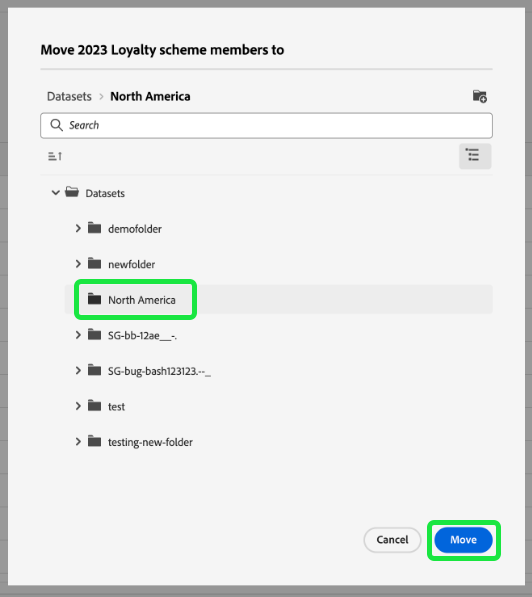 Move 2023 Loyalty scheme members to
Datasets > North America
Search
Datasets
demofolder
newfolder
North America
SG-bb-12ae__-.
SG-bug-bash123123.--_
test
testing-new-folder
Cancel
Move